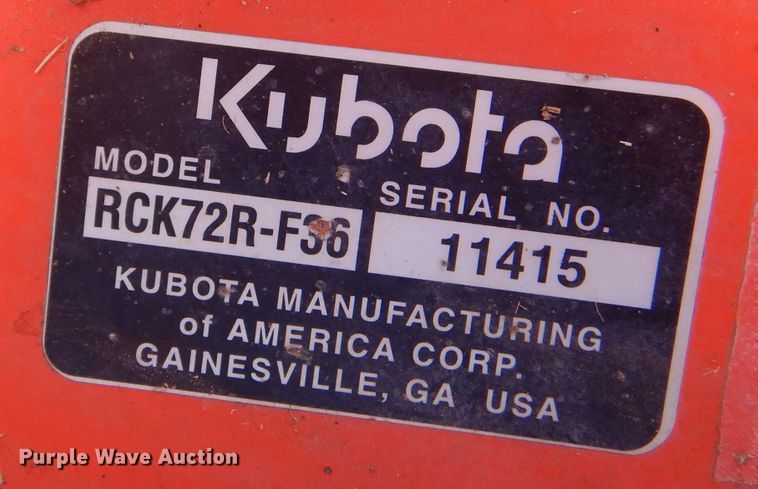 Kubota
MODEL SERIAL NO.
RCK72R-F36 11415
KUBOTA MANUFACTURING
of AMERICA CORP.
GAINESVILLE, GA USA
Purple Wave Auction